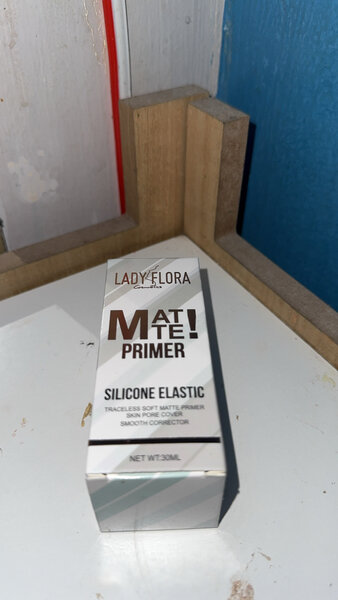 LADY FLORA
Cosmetics
MATTE!
PRIMER
SILICONE ELASTIC
TRACELESS SOFT MATTE PRIMER
SKIN PORE COVER
SMOOTH CORRECTOR
NET WT:30ML